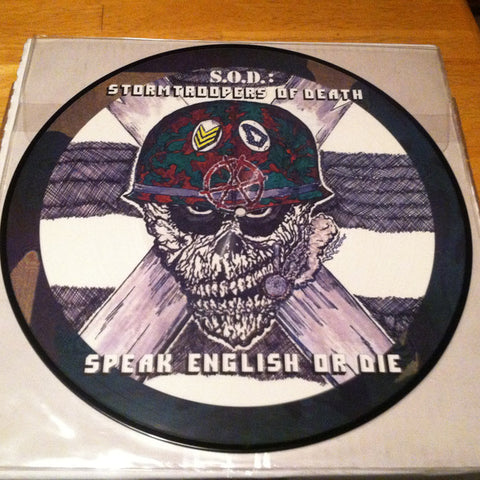 S.O.D.:
STORMTROOPERS OF DEATH
SPEAK ENGLISH OR DIE